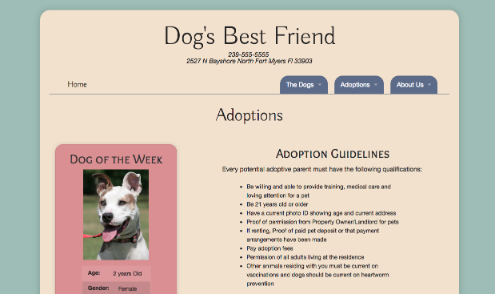 Dog's Best Friend
239-555-5555
2527 N Bayshore North Fort Myers Fl 33903
Home
The Dogs
Adoptions
About Us
Adoptions
Dog of the Week
Age: 2 years Old
Gender: Female
Adoption Guidelines
Every potential adoptive parent must have the following qualifications:
Be willing and able to provide training, medical care and
loving attention for a pet
Be 21 years old or older
Have a current photo ID showing age and current address
Proof of permission from Property Owner/Landlord for pets
If renting, Proof of paid pet deposit or that payment
arrangements have been made
Pay adoption fees
Permission of all adults living at the residence
Other animals residing with you must be current on
vaccinations and dogs should be current on heartworm
prevention